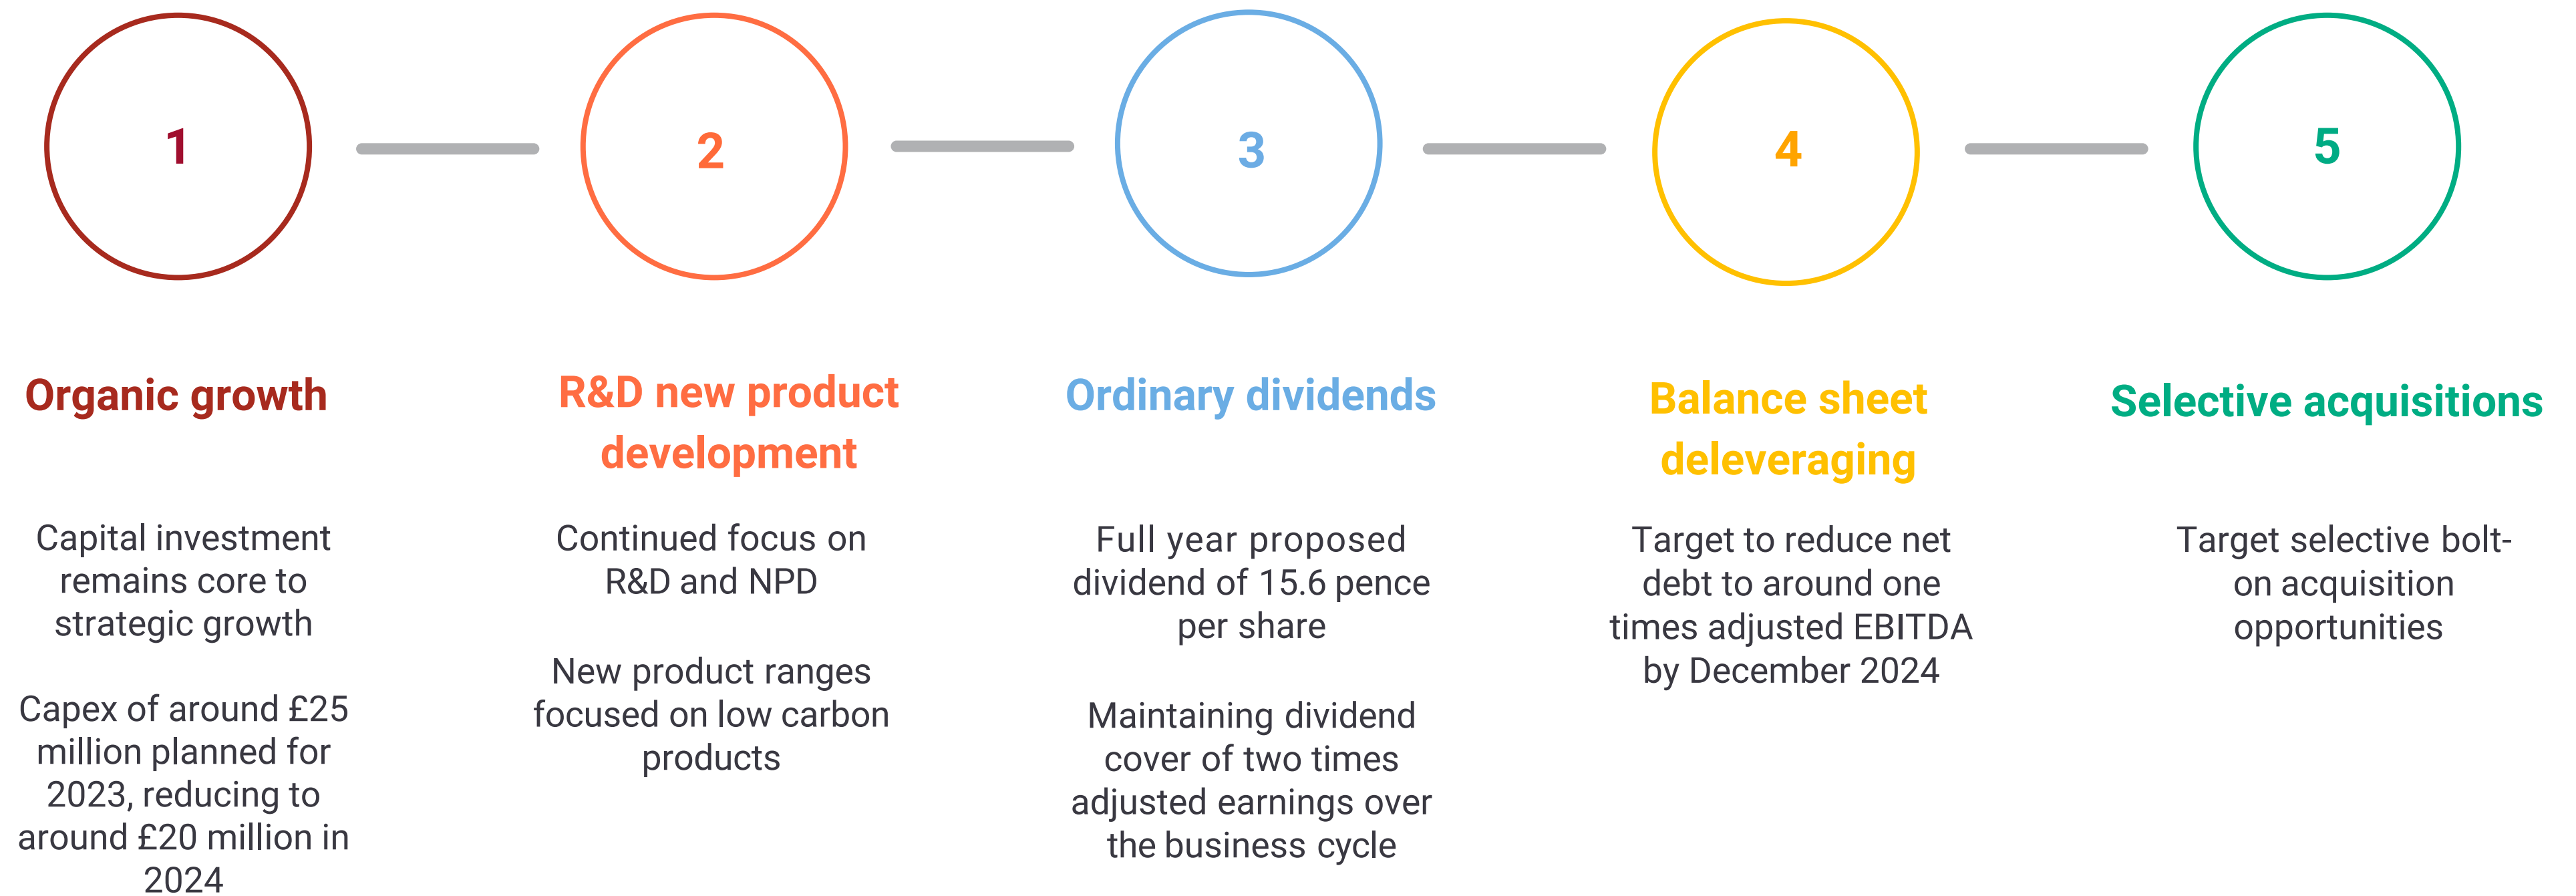 1
2
3
4
5
Organic growth
Capital investment
remains core to
strategic growth
Capex of around £25
million planned for
2023, reducing to
around £20 million in
2024
R&D new product
development
Continued focus on
R&D and NPD
New product ranges
focused on low carbon
products
Ordinary dividends
Full year proposed
dividend of 15.6 pence
per share
Maintaining dividend
cover of two times
adjusted earnings over
the business cycle
Balance sheet
deleveraging
Target to reduce net
debt to around one
times adjusted EBITDA
by December 2024
Selective acquisitions
Target selective bolt-
on acquisition
opportunities